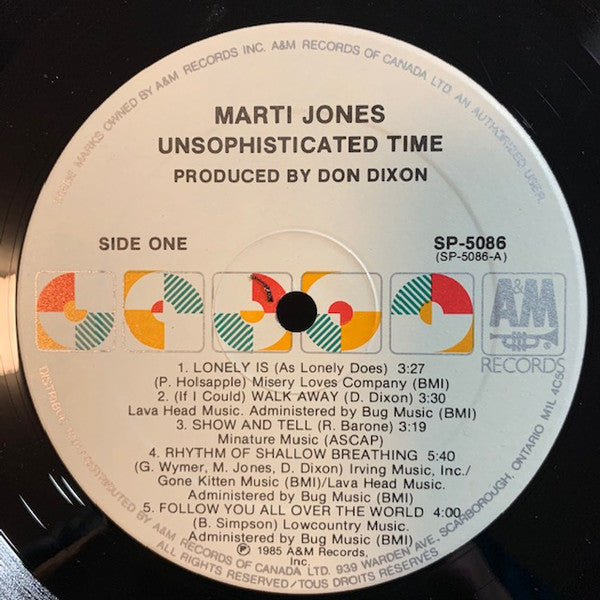 TRADE MARKS OWNED BY A&M RECORDS INC. A&M RECORDS OF CANADA LTD. AN AUTHORIZED USER.
MARTI JONES
UNSOPHISTICATED TIME
PRODUCED BY DON DIXON
SIDE ONE
SP-5086
(SP-5086-A)
A&M
RECORDS
1. LONELY IS (As Lonely Does) 3:27
(P. Holsapple) Misery Loves Company (BMI)
2. (If I Could) WALK AWAY (D. Dixon) 3:30
Lava Head Music. Administered by Bug Music (BMI)
3. SHOW AND TELL (R. Barone) 3:19
Minature Music (ASCAP)
4. RHYTHM OF SHALLOW BREATHING 5:40
(G. Wymer, M. Jones, D. Dixon) Irving Music, Inc./
Gone Kitten Music (BMI)/Lava Head Music.
Administered by Bug Music (BMI)
5. FOLLOW YOU ALL OVER THE WORLD 4:00
(B. Simpson) Lowcountry Music.
Administered by Bug Music (BMI)
℗ 1985 A&M Records,
Inc.
DISTRIBUÉ BY A&M RECORDS OF CANADA LTD. 939 WARDEN AVE. SCARBOROUGH, ONTARIO M1L 4C5
ALL RIGHTS RESERVED/TOUS DROITS RÉSERVÉS